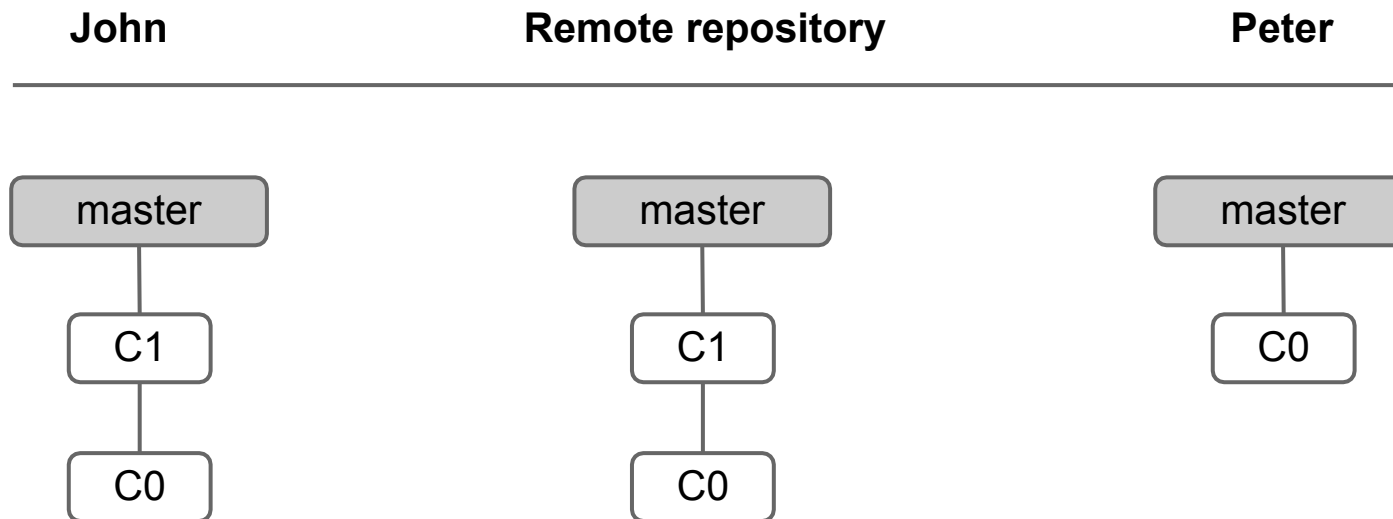 John Remote repository Peter
master master master
C1 C1 C0
C0 C0